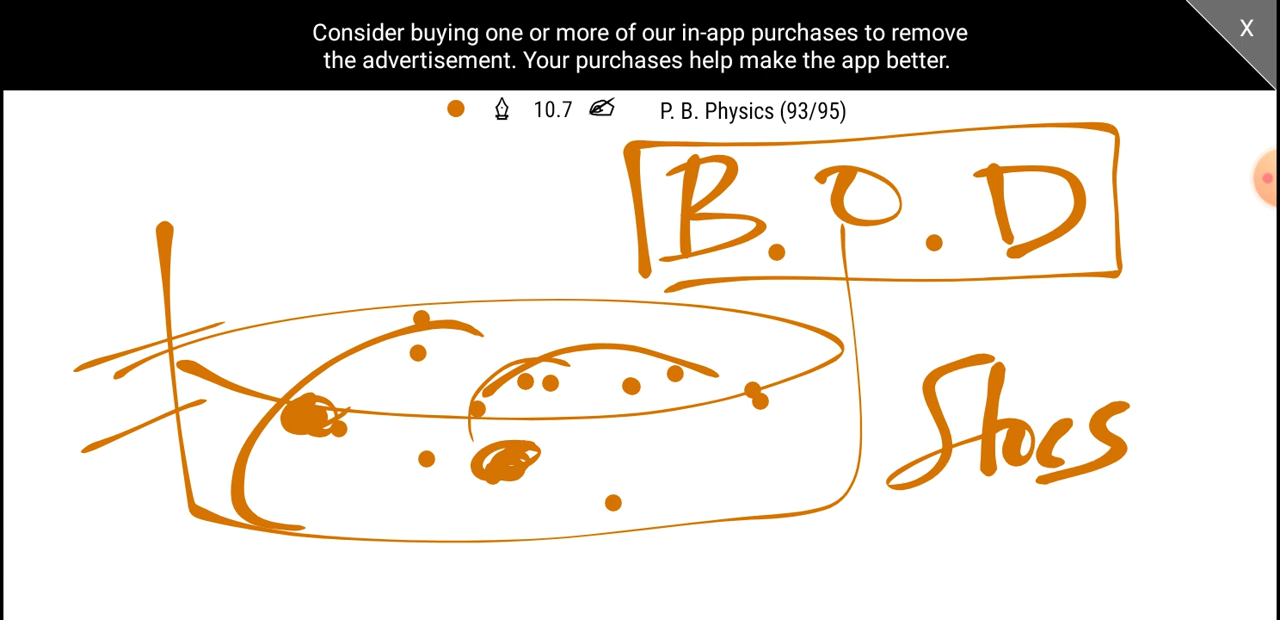 Consider buying one or more of our in-app purchases to remove
the advertisement. Your purchases help make the app better.
X
10.7 P. B. Physics (93/95)
B.O.D